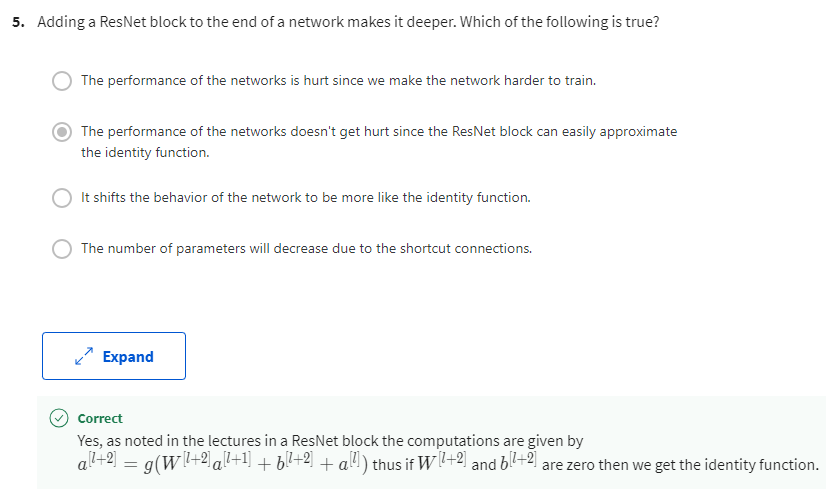 5. Adding a ResNet block to the end of a network makes it deeper. Which of the following is true?
The performance of the networks is hurt since we make the network harder to train.
The performance of the networks doesn't get hurt since the ResNet block can easily approximate
the identity function.
It shifts the behavior of the network to be more like the identity function.
The number of parameters will decrease due to the shortcut connections.
Expand
Correct
Yes, as noted in the lectures in a ResNet block the computations are given by
a^{[l+2]} = g(W^{[l+2]}a^{[l+1]} + b^{[l+2]} + a^{[l]}) thus if W^{[l+2]} and b^{[l+2]} are zero then we get the identity function.